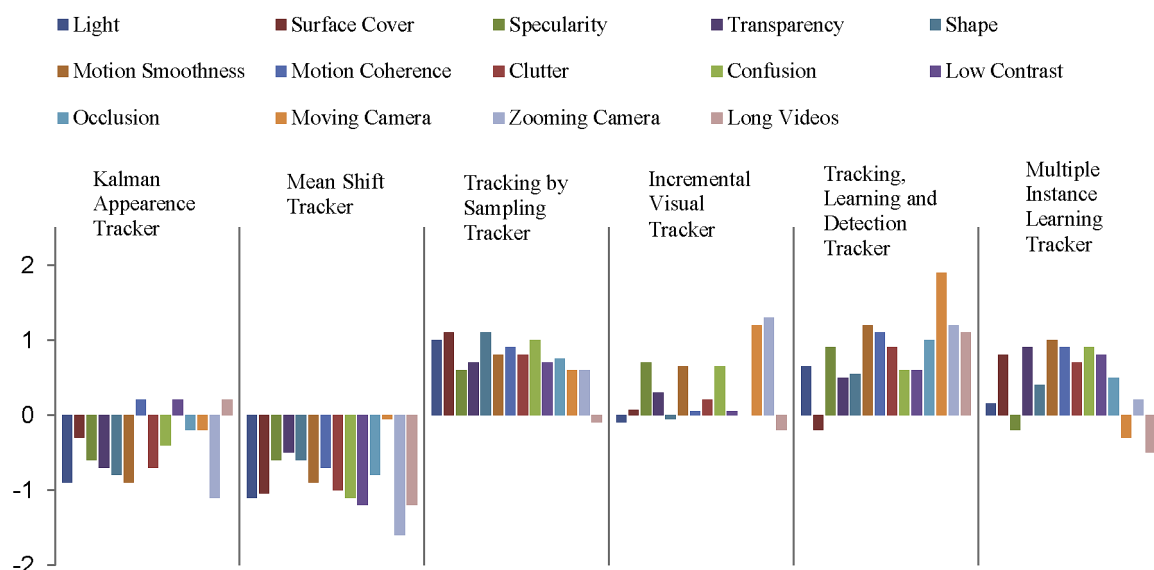 Light Surface Cover Specularity Transparency Shape
Motion Smoothness Motion Coherence Clutter Confusion Low Contrast
Occlusion Moving Camera Zooming Camera Long Videos
Kalman
Appearence
Tracker
Mean Shift
Tracker
Tracking by
Sampling
Tracker
Incremental
Visual
Tracker
Tracking,
Learning and
Detection
Tracker
Multiple
Instance
Learning
Tracker
2
1
0
-1
-2